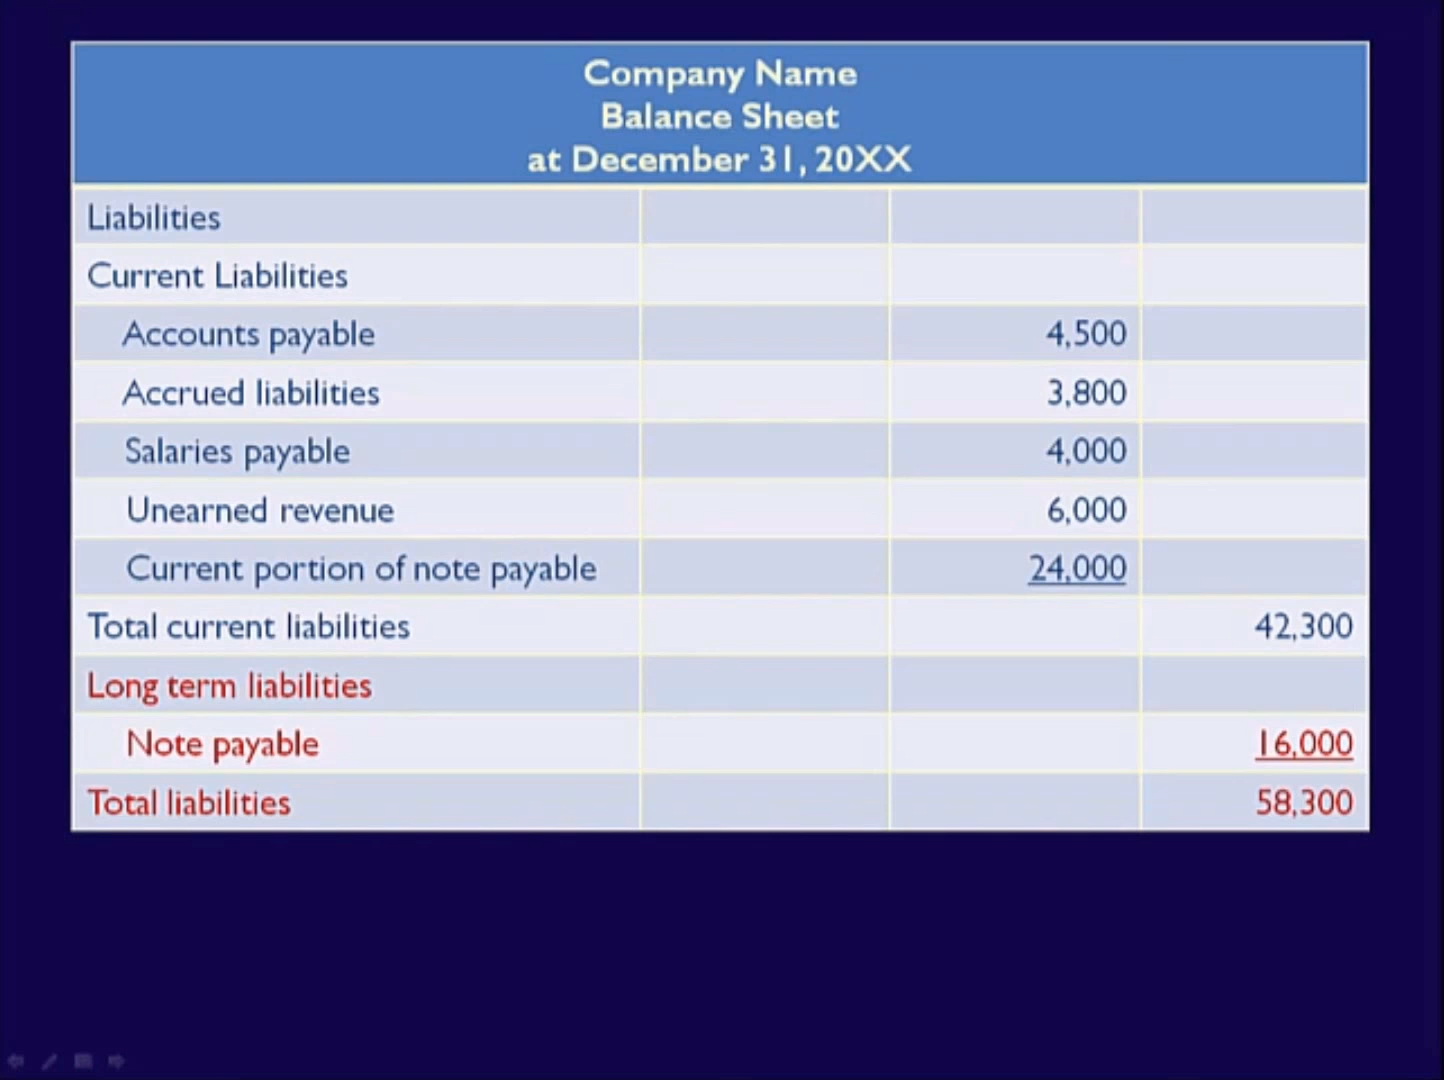 Company Name
Balance Sheet
at December 31, 20XX
Liabilities
Current Liabilities
Accounts payable 4,500
Accrued liabilities 3,800
Salaries payable 4,000
Unearned revenue 6,000
Current portion of note payable 24,000
Total current liabilities 42,300
Long term liabilities
Note payable 16,000
Total liabilities 58,300